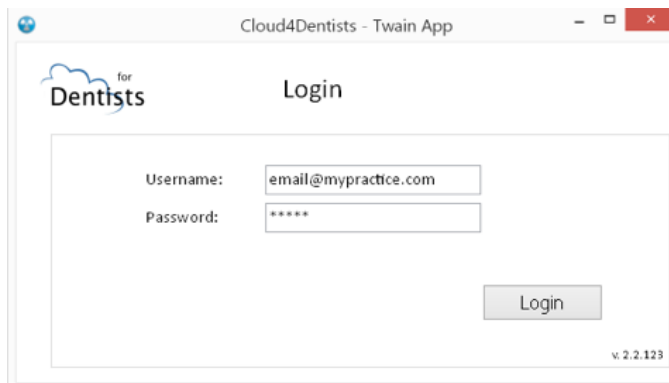 Cloud4Dentists - Twain App
for
Dentists
Login
Username:
email@mypractice.com
Password:
*****
Login
v. 2.2.123